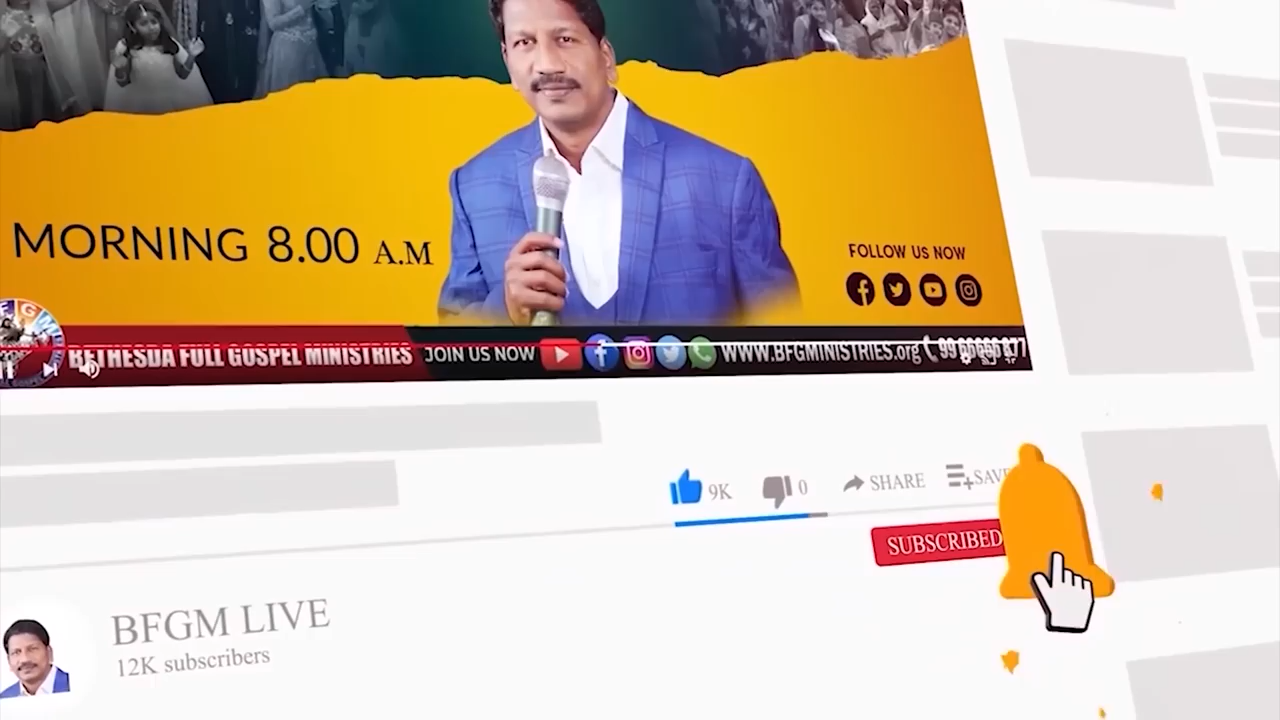 MORNING 8.00 A.M
FOLLOW US NOW
BETHESDA FULL GOSPEL MINISTRIES JOIN US NOW WWW.BFGMINISTRIES.org
9K 0 SHARE SAVE
SUBSCRIBED
BFGM LIVE
12K subscribers